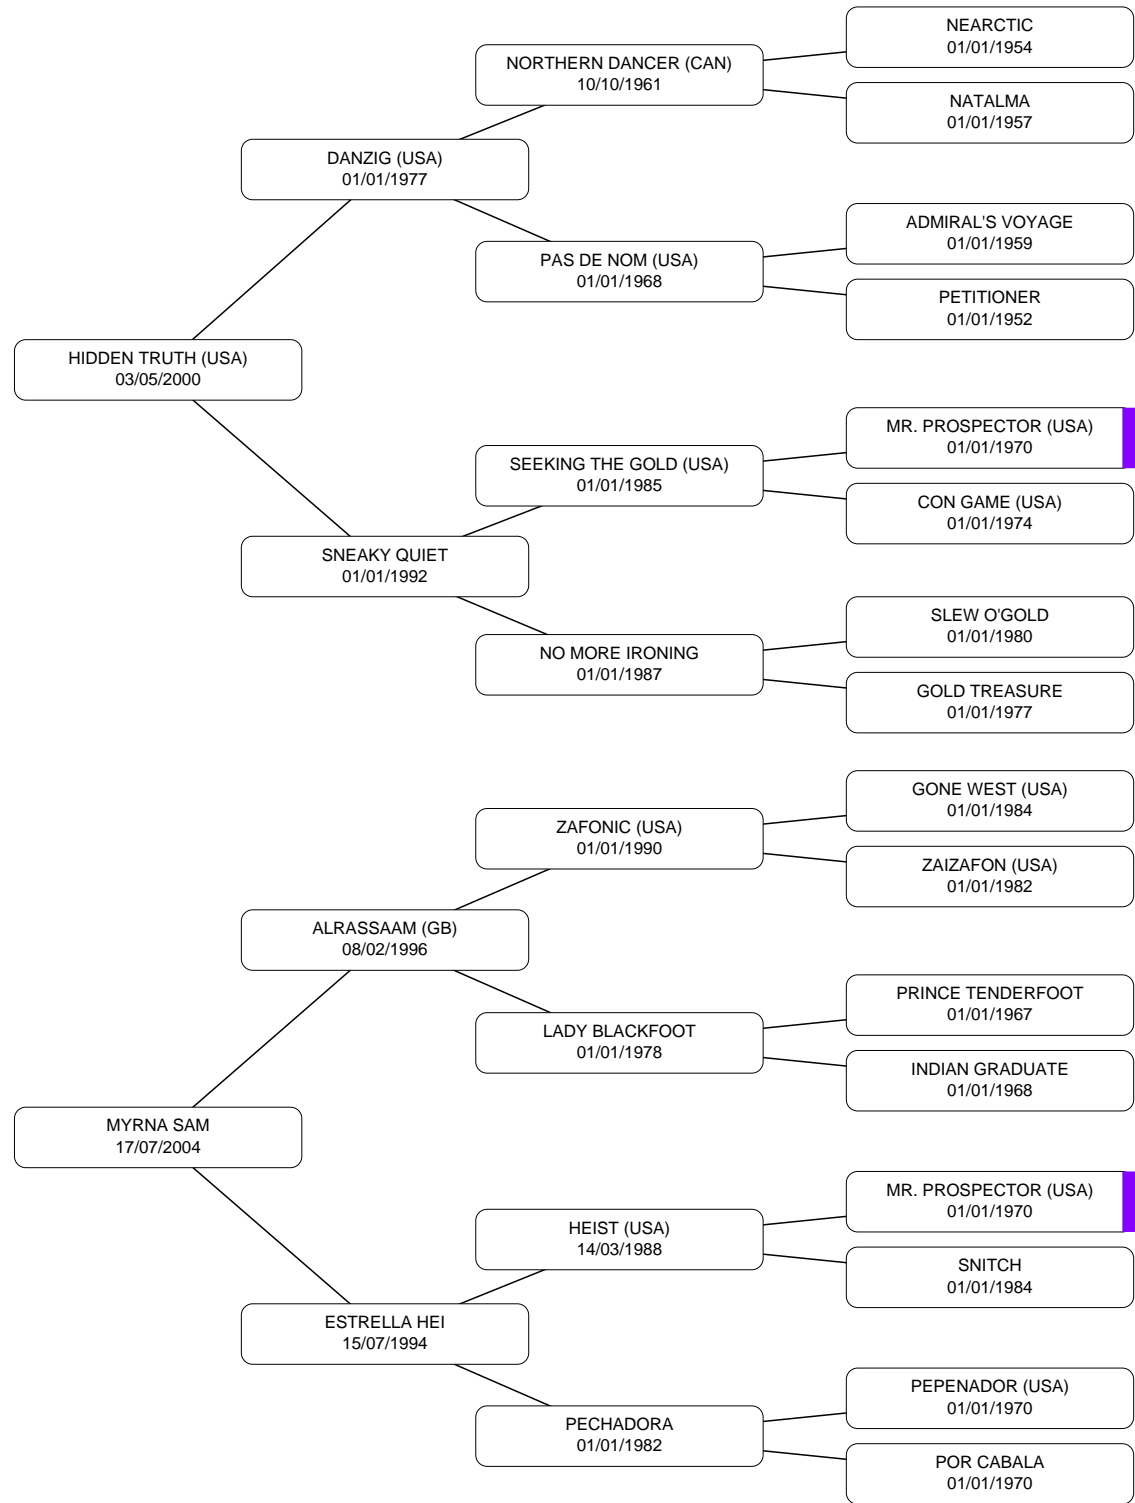 NEARCTIC
01/01/1954
NORTHERN DANCER (CAN)
10/10/1961
NATALMA
01/01/1957
DANZIG (USA)
01/01/1977
ADMIRAL'S VOYAGE
01/01/1959
PAS DE NOM (USA)
01/01/1968
PETITIONER
01/01/1952
HIDDEN TRUTH (USA)
03/05/2000
MR. PROSPECTOR (USA)
01/01/1970
SEEKING THE GOLD (USA)
01/01/1985
CON GAME (USA)
01/01/1974
SNEAKY QUIET
01/01/1992
SLEW O'GOLD
01/01/1980
NO MORE IRONING
01/01/1987
GOLD TREASURE
01/01/1977
GONE WEST (USA)
01/01/1984
ZAFONIC (USA)
01/01/1990
ZAIZAFON (USA)
01/01/1982
ALRASSAAM (GB)
08/02/1996
PRINCE TENDERFOOT
01/01/1967
LADY BLACKFOOT
01/01/1978
INDIAN GRADUATE
01/01/1968
MYRNA SAM
17/07/2004
MR. PROSPECTOR (USA)
01/01/1970
HEIST (USA)
14/03/1988
SNITCH
01/01/1984
ESTRELLA HEI
15/07/1994
PEPENADOR (USA)
01/01/1970
PECHADORA
01/01/1982
POR CABALA
01/01/1970